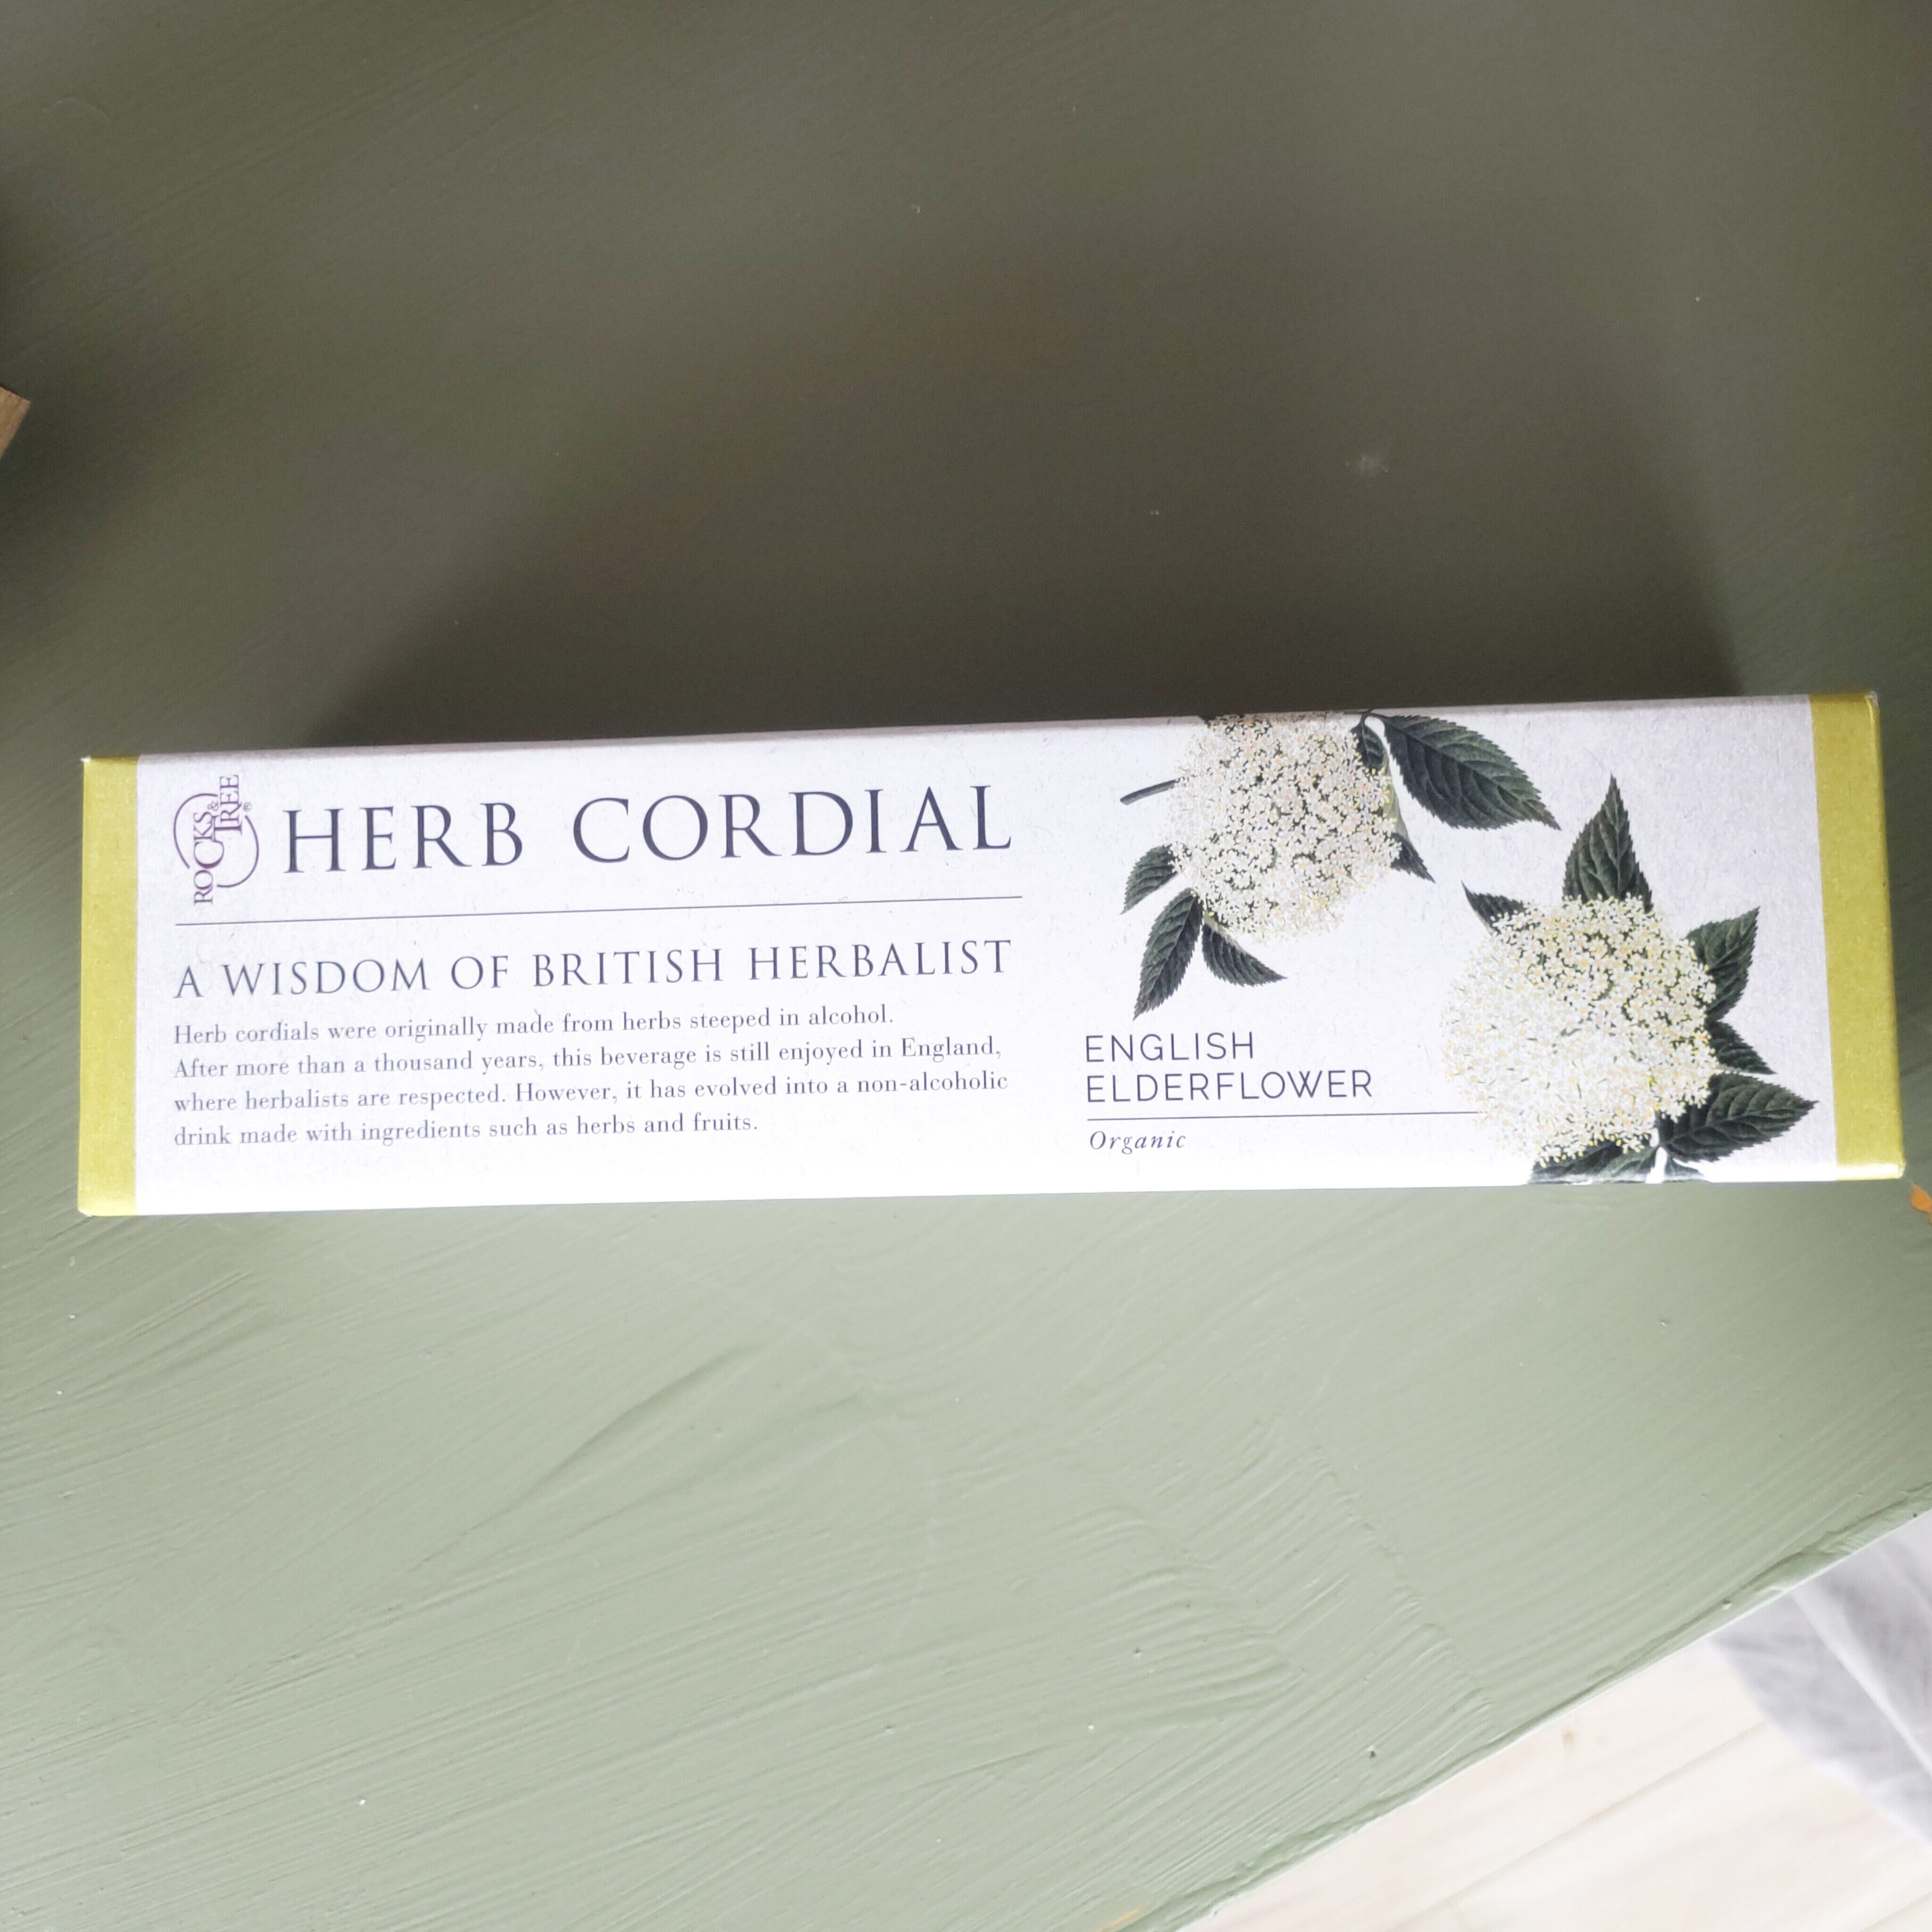 ROCKS & TREE®
HERB CORDIAL
A WISDOM OF BRITISH HERBALIST
Herb cordials were originally made from herbs steeped in alcohol.
After more than a thousand years, this beverage is still enjoyed in England,
where herbalists are respected. However, it has evolved into a non-alcoholic
drink made with ingredients such as herbs and fruits.
ENGLISH
ELDERFLOWER
Organic